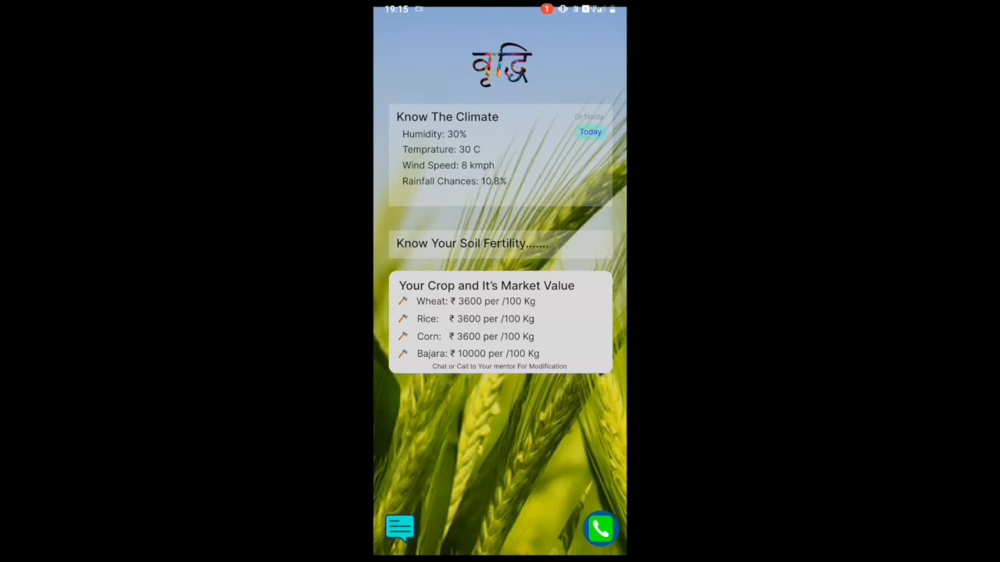 19:15
1
वृद्धि
Know The Climate
Gr Noida
Today
Humidity: 30%
Temprature: 30 C
Wind Speed: 8 kmph
Rainfall Chances: 10.8%
Know Your Soil Fertility.......
Your Crop and It's Market Value
Wheat: ₹ 3600 per /100 Kg
Rice: ₹ 3600 per /100 Kg
Corn: ₹ 3600 per /100 Kg
Bajara: ₹ 10000 per /100 Kg
Chat or Call to Your mentor For Modification